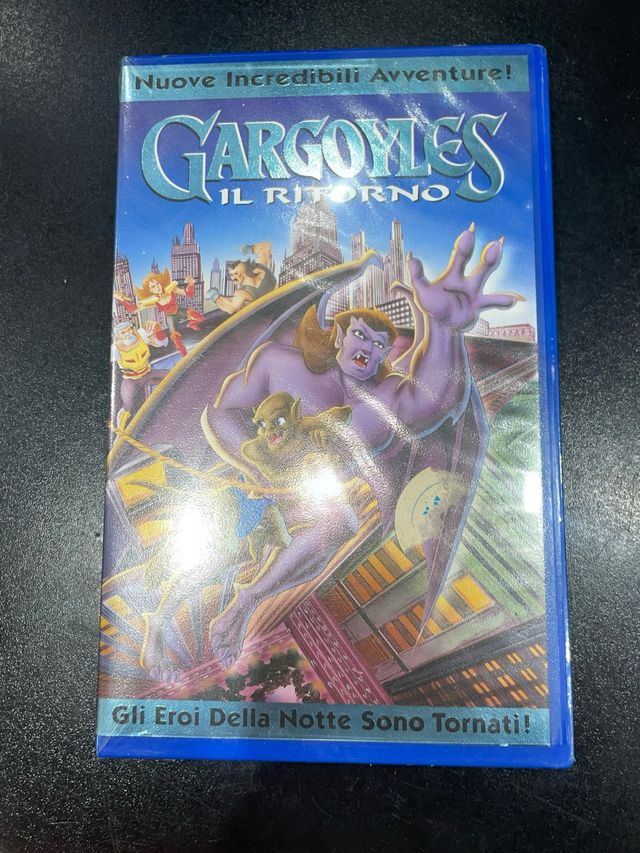 Nuove Incredibili Avventure!
GARGOYLES
IL RITORNO
Gli Eroi Della Notte Sono Tornati!